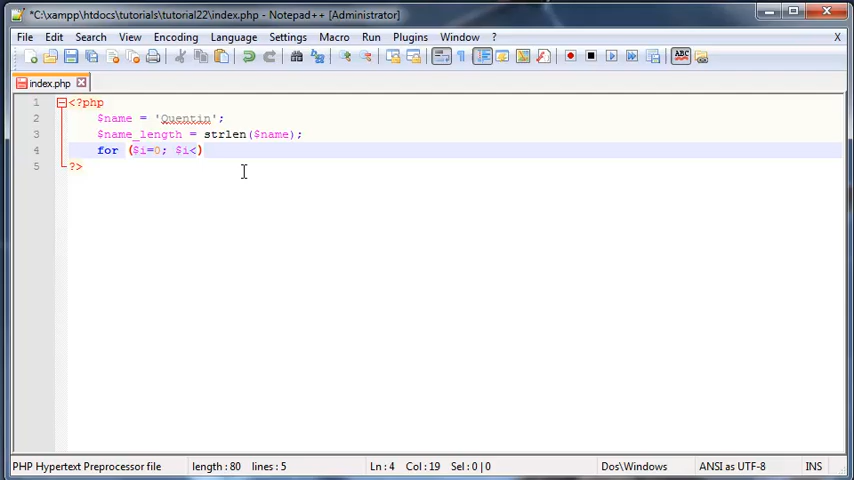 *C:\xampp\htdocs\tutorials\tutorial22\index.php - Notepad++ [Administrator]
File Edit Search View Encoding Language Settings Macro Run Plugins Window ? X
ABC
index.php
1 <?php
2 $name = 'Quentin';
3 $name_length = strlen($name);
4 for ($i=0; $i<)
5 ?>
PHP Hypertext Preprocessor file length : 80 lines : 5 Ln : 4 Col : 19 Sel : 0 | 0 Dos\Windows ANSI as UTF-8 INS